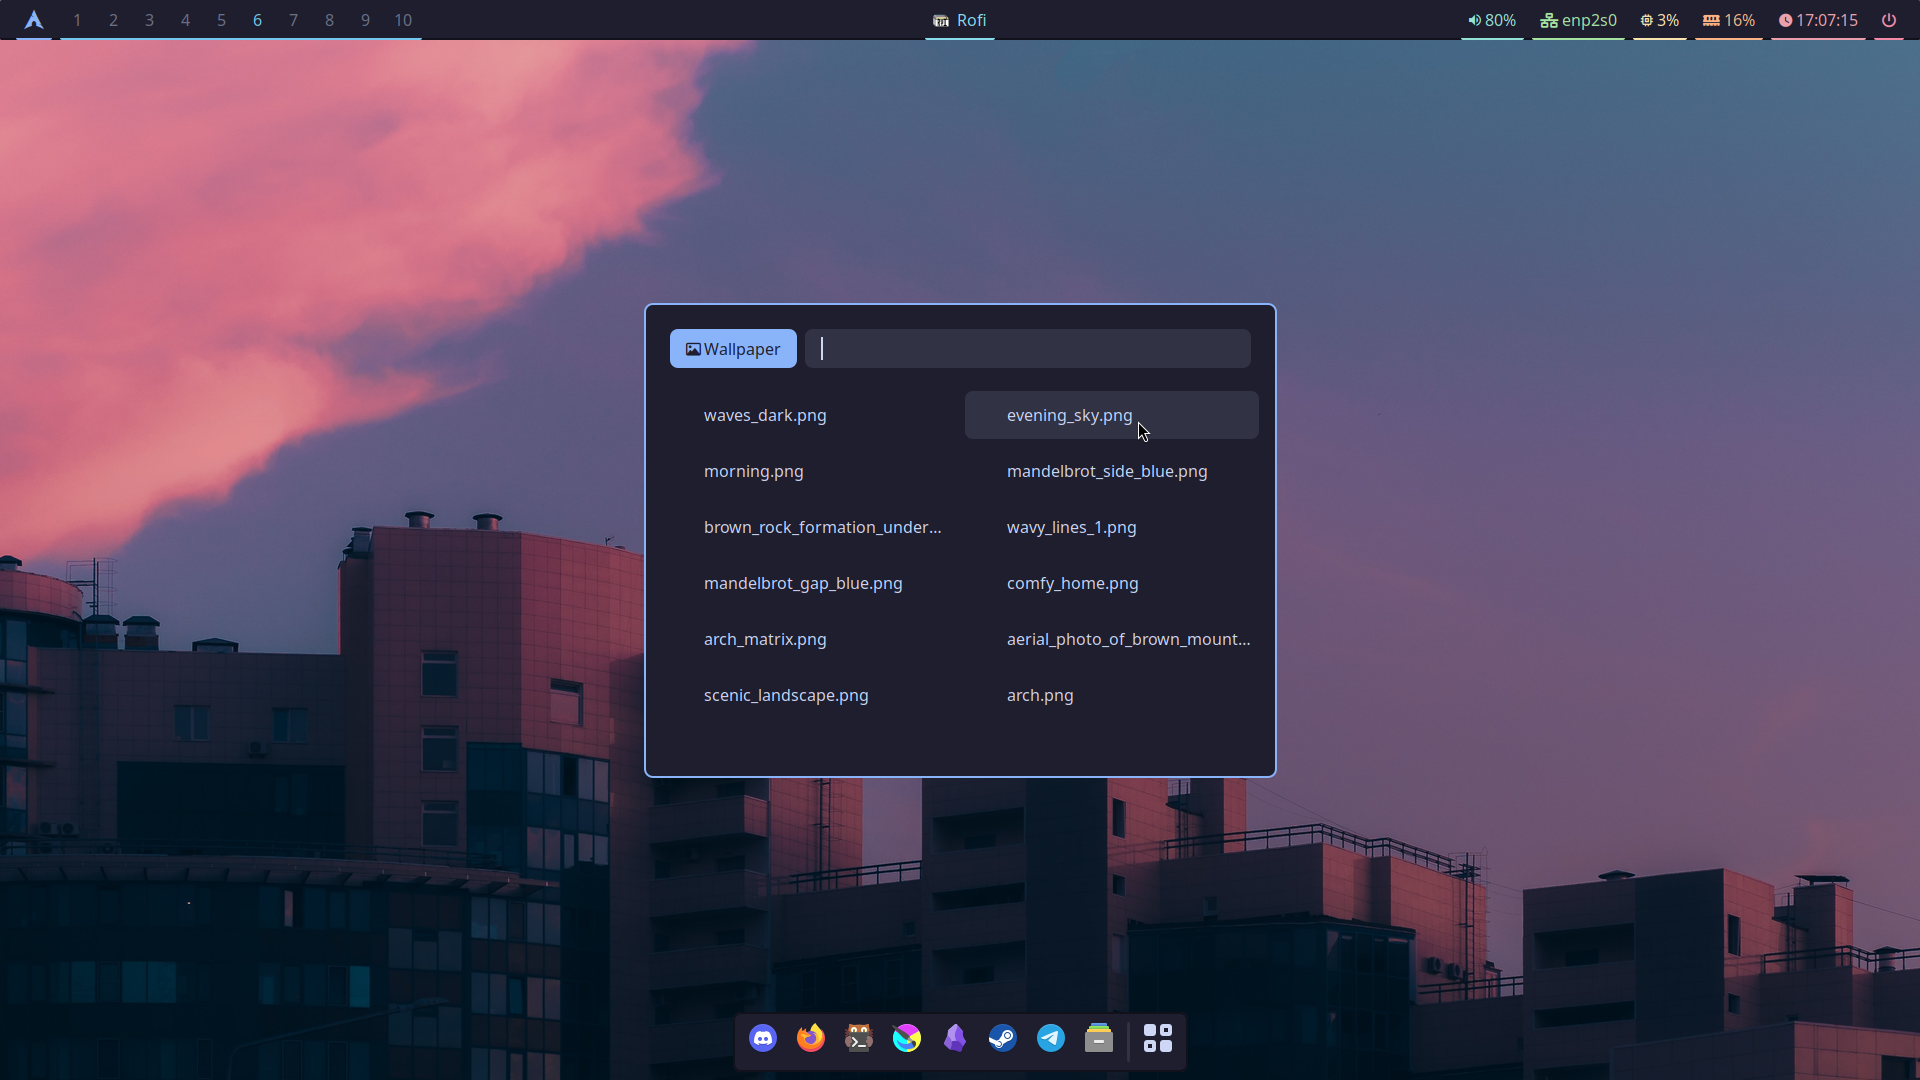 1 2 3 4 5 6 7 8 9 10
Rofi
80% enp2s0 3% 16% 17:07:15
Wallpaper
waves_dark.png evening_sky.png
morning.png mandelbrot_side_blue.png
brown_rock_formation_under... wavy_lines_1.png
mandelbrot_gap_blue.png comfy_home.png
arch_matrix.png aerial_photo_of_brown_mount...
scenic_landscape.png arch.png